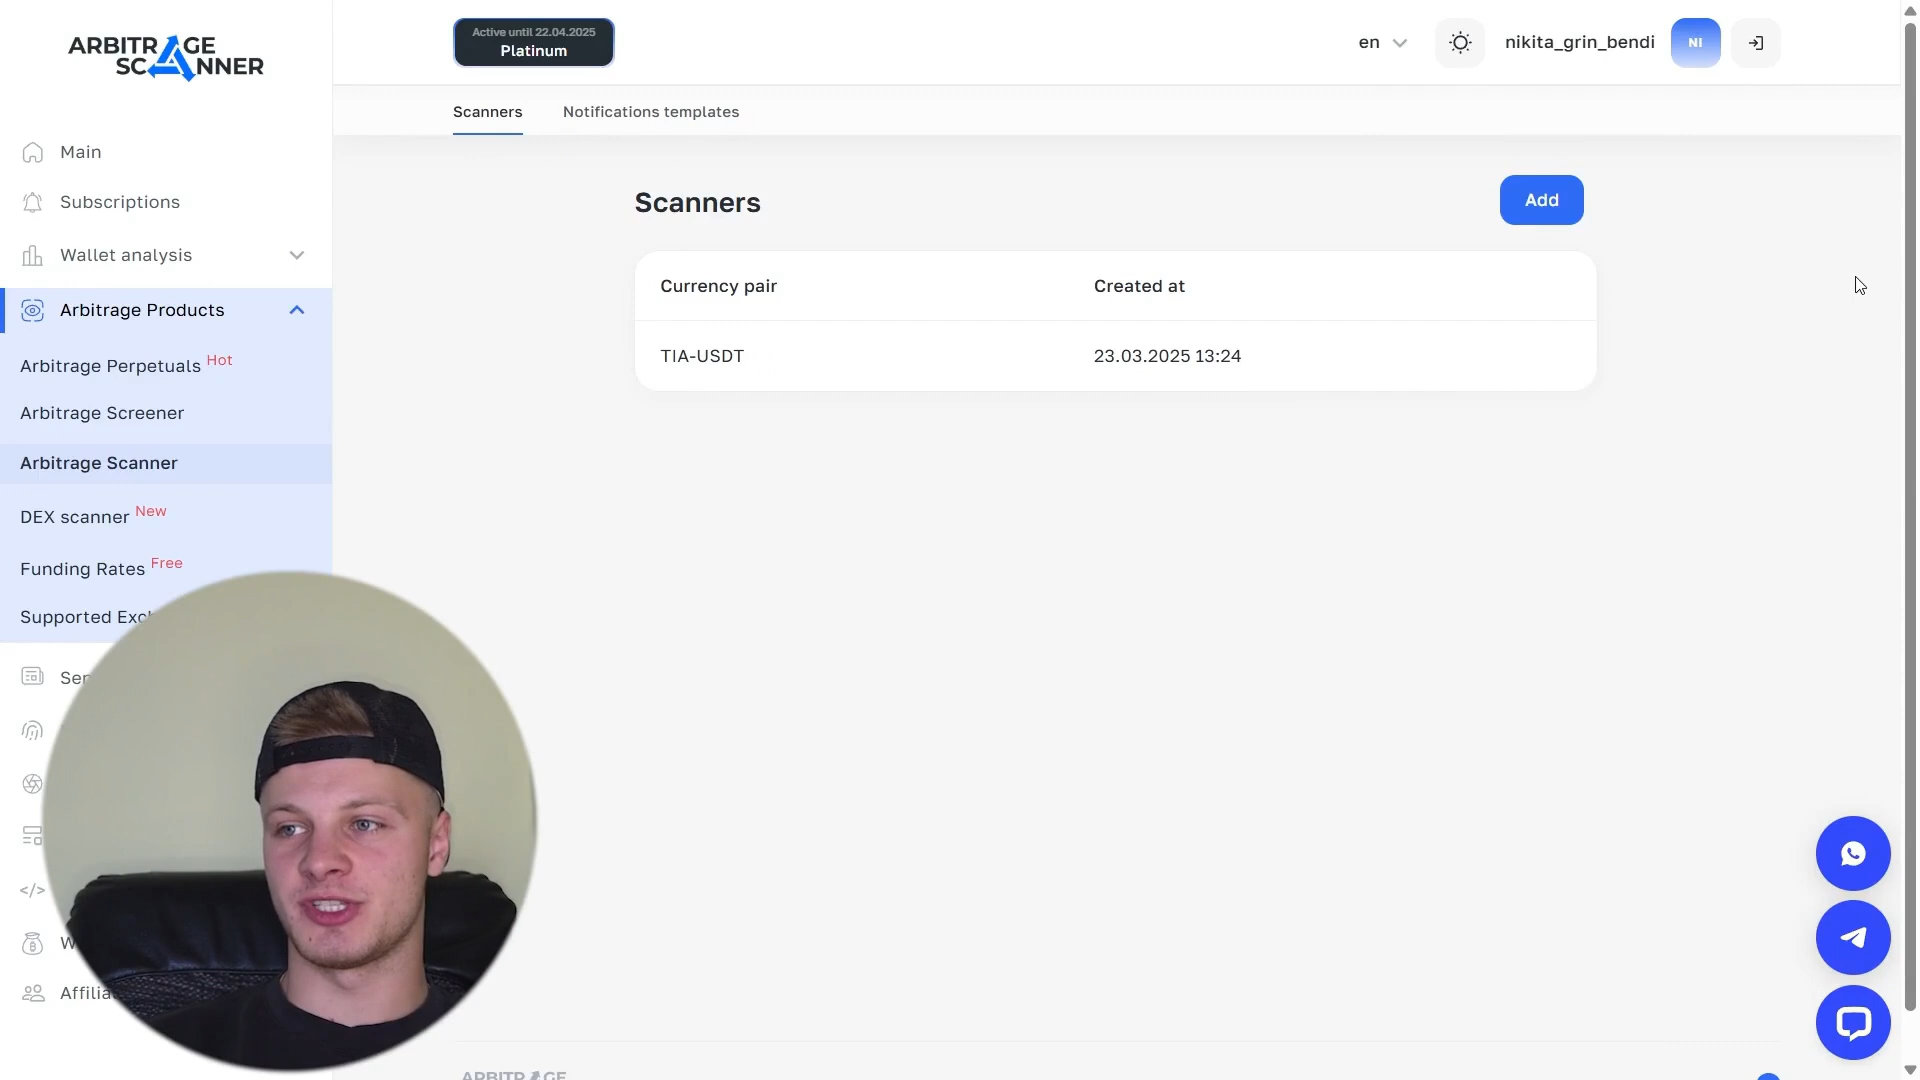 ARBITRAGE
SCANNER
Active until 22.04.2025
Platinum
en
nikita_grin_bendi
NI
Scanners
Notifications templates
Main
Subscriptions
Wallet analysis
Arbitrage Products
Arbitrage Perpetuals Hot
Arbitrage Screener
Arbitrage Scanner
DEX scanner New
Funding Rates Free
Supported
Affilia
Scanners
Add
Currency pair
Created at
TIA-USDT
23.03.2025 13:24
ARBITRAGE